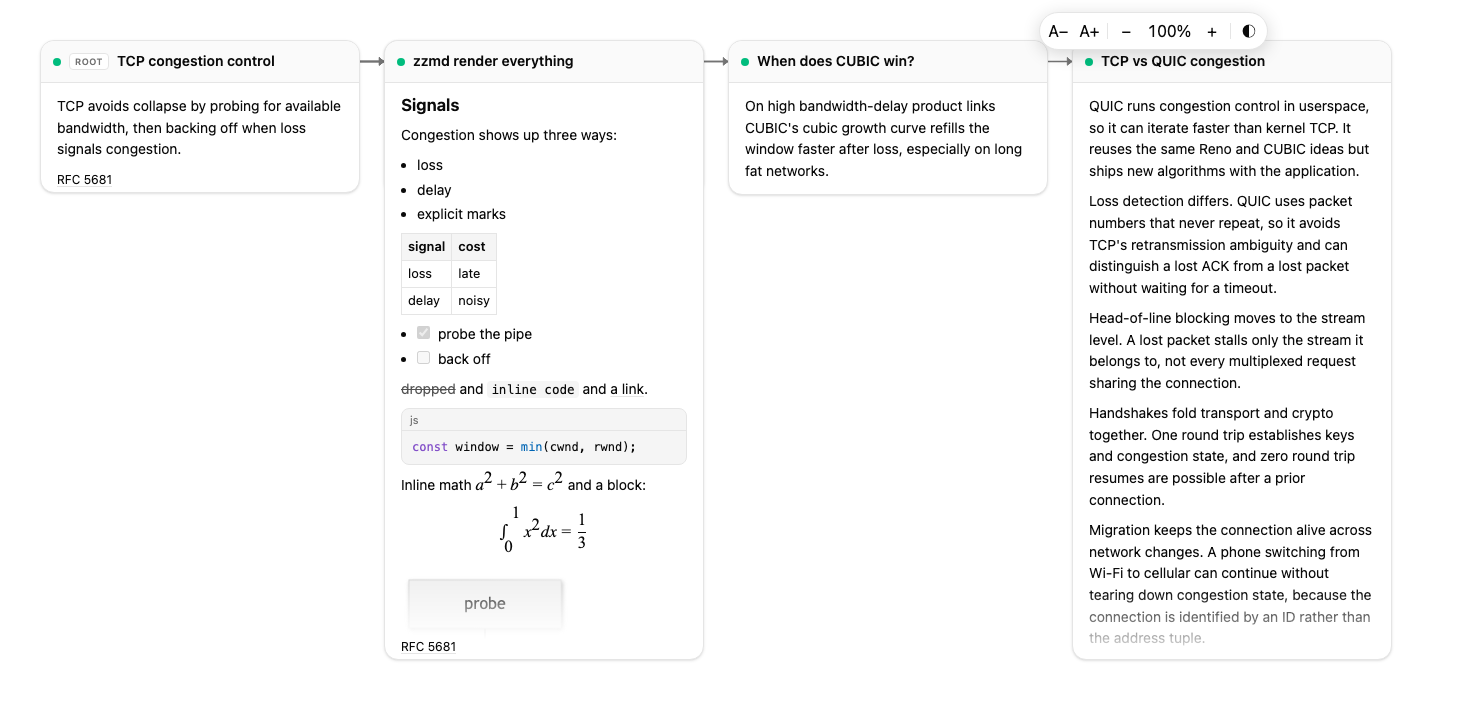 A− A+ − 100% +
ROOT TCP congestion control
TCP avoids collapse by probing for available
bandwidth, then backing off when loss
signals congestion.
RFC 5681
zzmd render everything
Signals
Congestion shows up three ways:
loss
delay
explicit marks
signal cost
loss late
delay noisy
probe the pipe
back off
dropped and inline code and a link.
js
const window = min(cwnd, rwnd);
Inline math a² + b² = c² and a block:
∫₀¹ x² dx = 1/3
probe
RFC 5681
When does CUBIC win?
On high bandwidth-delay product links
CUBIC's cubic growth curve refills the
window faster after loss, especially on long
fat networks.
TCP vs QUIC congestion
QUIC runs congestion control in userspace,
so it can iterate faster than kernel TCP. It
reuses the same Reno and CUBIC ideas but
ships new algorithms with the application.
Loss detection differs. QUIC uses packet
numbers that never repeat, so it avoids
TCP's retransmission ambiguity and can
distinguish a lost ACK from a lost packet
without waiting for a timeout.
Head-of-line blocking moves to the stream
level. A lost packet stalls only the stream it
belongs to, not every multiplexed request
sharing the connection.
Handshakes fold transport and crypto
together. One round trip establishes keys
and congestion state, and zero round trip
resumes are possible after a prior
connection.
Migration keeps the connection alive across
network changes. A phone switching from
Wi-Fi to cellular can continue without
tearing down congestion state, because the
connection is identified by an ID rather than
the address tuple.